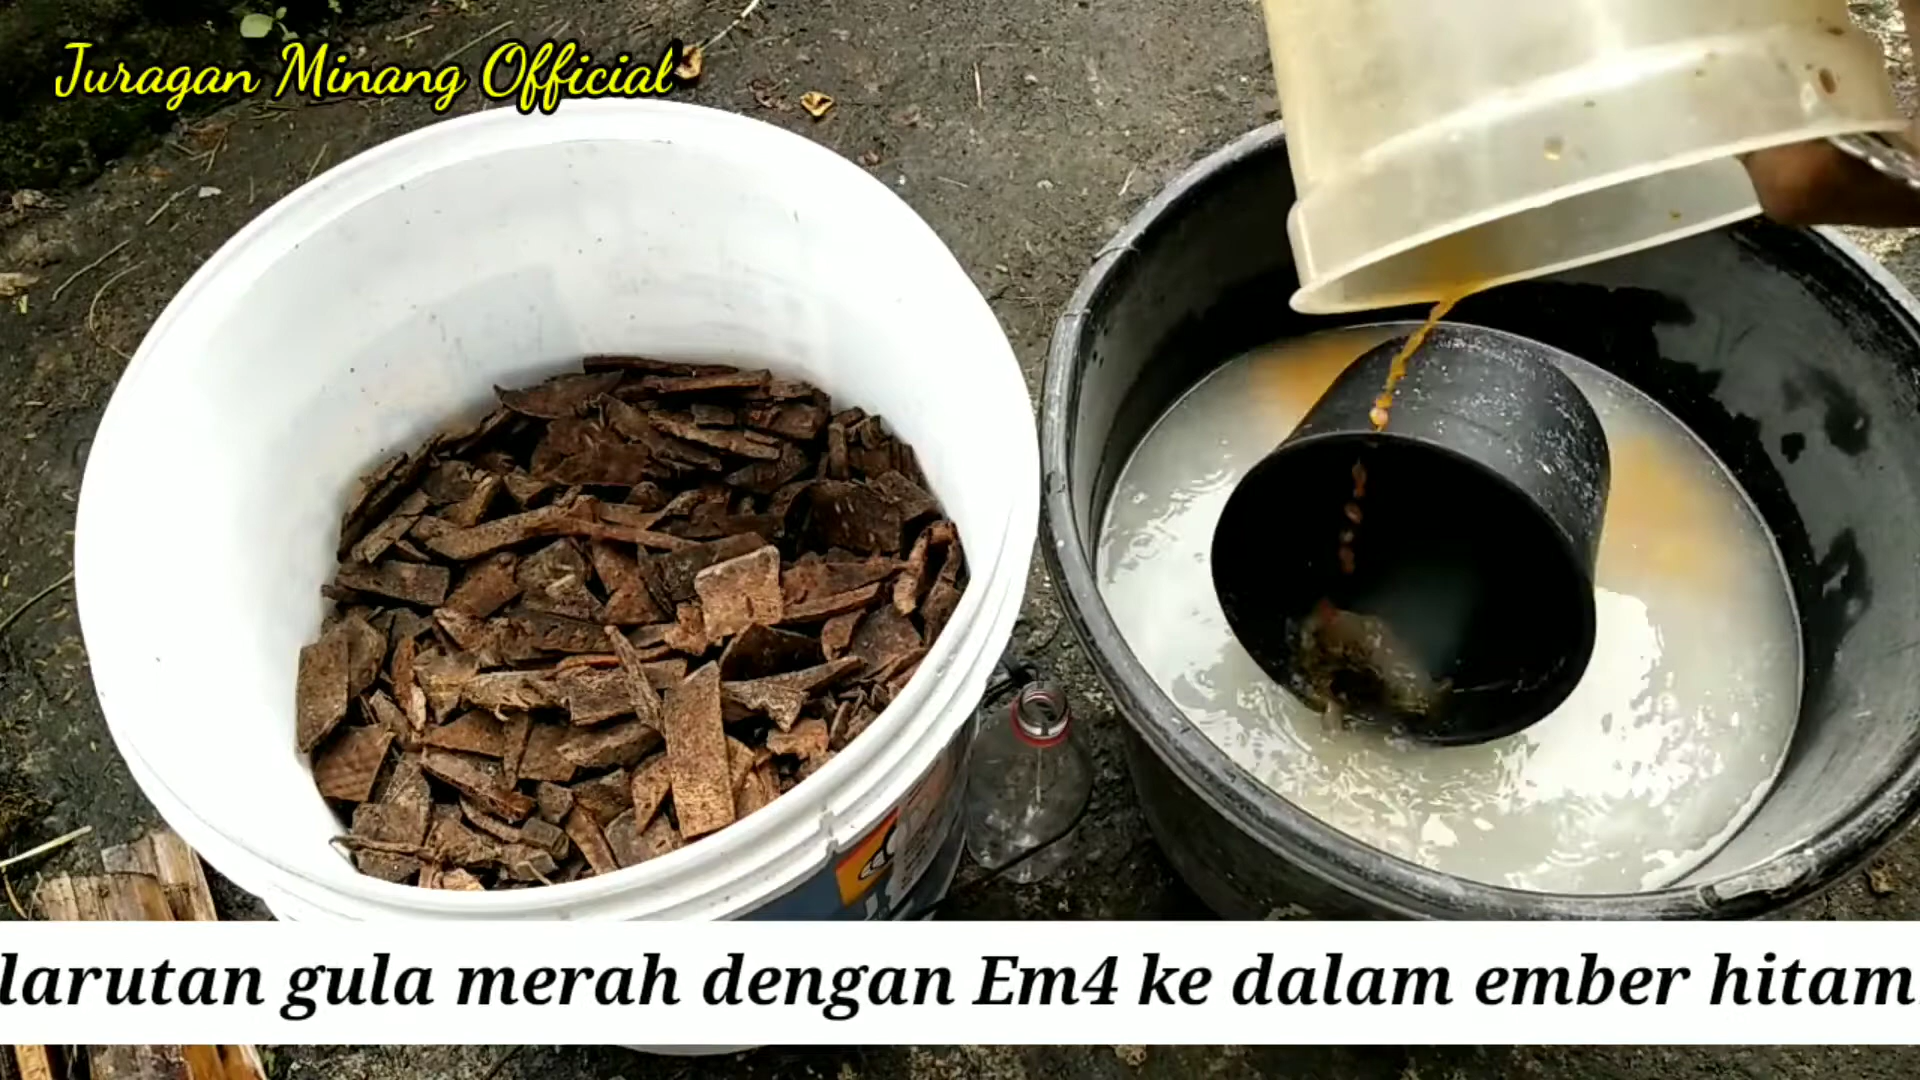 Juragan Minang Official
larutan gula merah dengan Em4 ke dalam ember hitam.